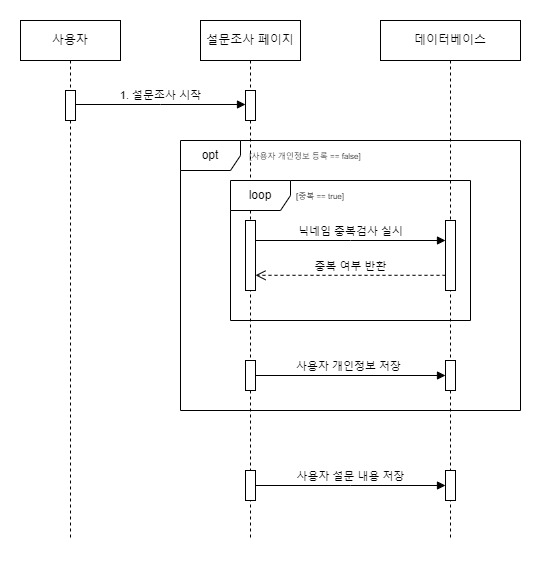 사용자
설문조사 페이지
데이터베이스
1. 설문조사 시작
opt
[사용자 개인정보 등록 == false]
loop
[중복 == true]
닉네임 중복검사 실시
중복 여부 반환
사용자 개인정보 저장
사용자 설문 내용 저장